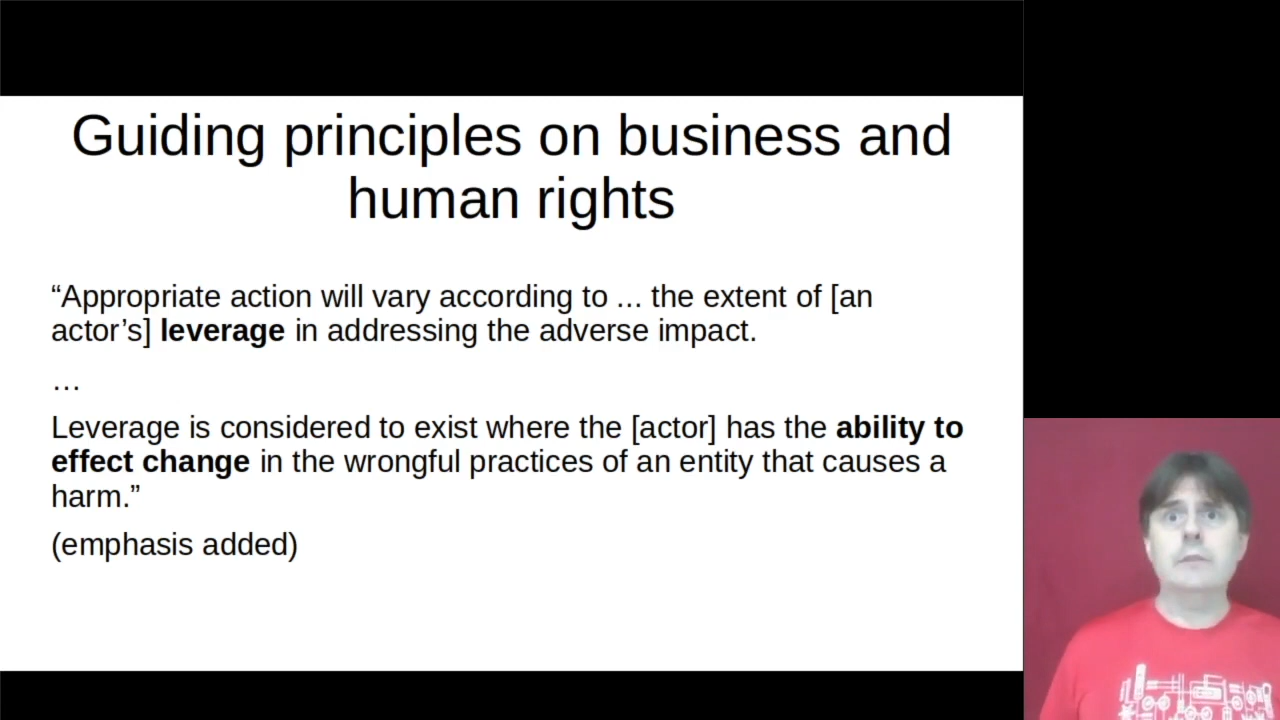 Guiding principles on business and
human rights
“Appropriate action will vary according to ... the extent of [an
actor’s] leverage in addressing the adverse impact.
…
Leverage is considered to exist where the [actor] has the ability to
effect change in the wrongful practices of an entity that causes a
harm.”
(emphasis added)